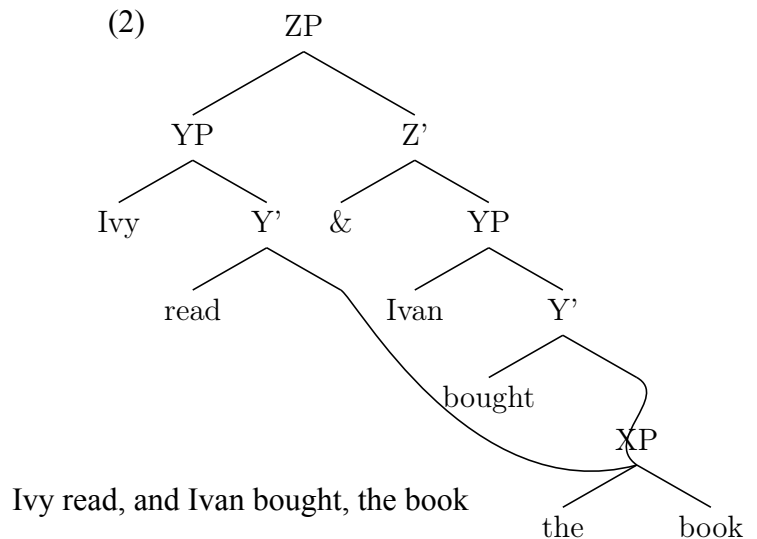 (2)
ZP
YP Z'
Ivy Y' & YP
read Ivan Y'
bought
XP
Ivy read, and Ivan bought, the book
the book